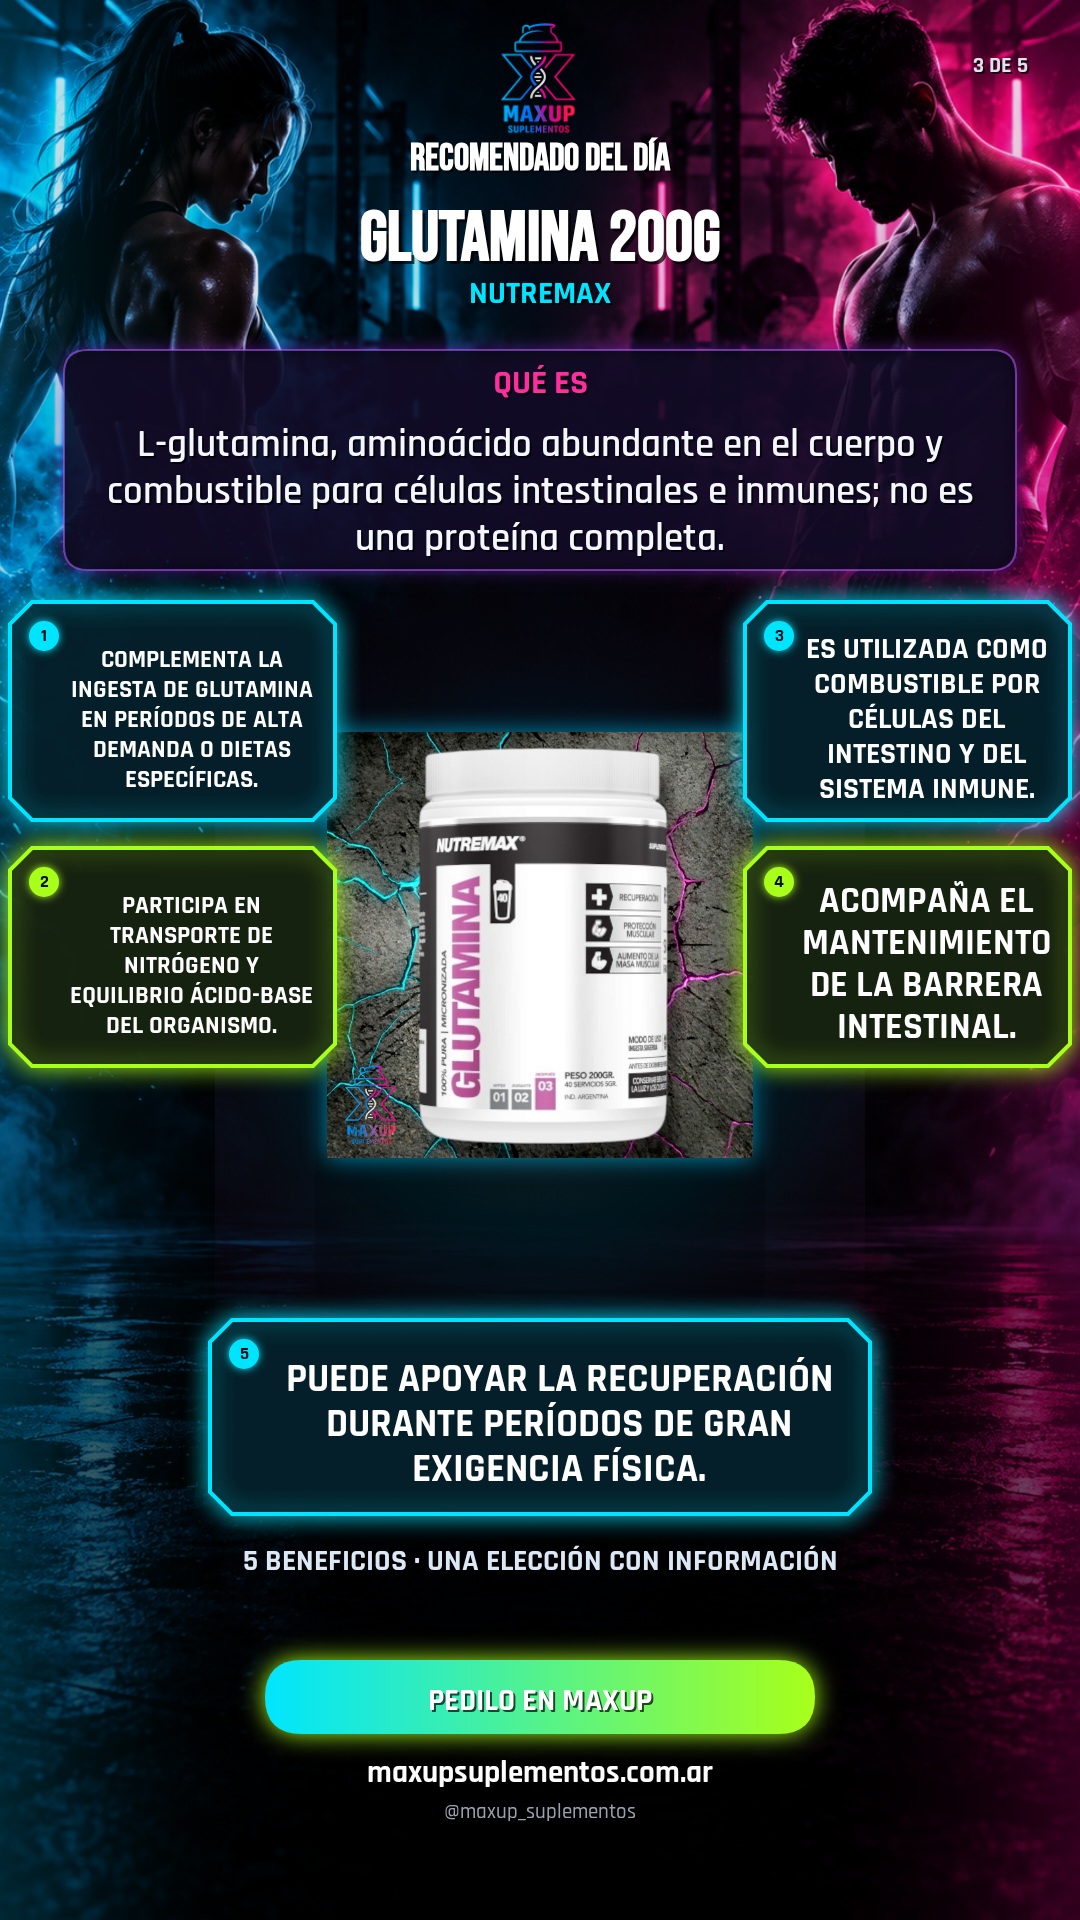 3 DE 5
MAXUP
SUPLEMENTOS
RECOMENDADO DEL DÍA
GLUTAMINA 200G
NUTREMAX
QUÉ ES
L-glutamina, aminoácido abundante en el cuerpo y
combustible para células intestinales e inmunes; no es
una proteína completa.
1
COMPLEMENTA LA
INGESTA DE GLUTAMINA
EN PERÍODOS DE ALTA
DEMANDA O DIETAS
ESPECÍFICAS.
2
PARTICIPA EN
TRANSPORTE DE
NITRÓGENO Y
EQUILIBRIO ÁCIDO-BASE
DEL ORGANISMO.
3
ES UTILIZADA COMO
COMBUSTIBLE POR
CÉLULAS DEL
INTESTINO Y DEL
SISTEMA INMUNE.
4
ACOMPAÑA EL
MANTENIMIENTO
DE LA BARRERA
INTESTINAL.
NUTREMAX®
40
GLUTAMINA
100% PURA | MICRONIZADA
RECUPERACIÓN
PROTECCIÓN
MUSCULAR
AUMENTO DE LA
MASA MUSCULAR
MODO DE USO
01
02
03
PESO 200GR.
40 SERVICIOS 5GR.
IND. ARGENTINA
MAXUP
5
PUEDE APOYAR LA RECUPERACIÓN
DURANTE PERÍODOS DE GRAN
EXIGENCIA FÍSICA.
5 BENEFICIOS · UNA ELECCIÓN CON INFORMACIÓN
PEDILO EN MAXUP
maxupsuplementos.com.ar
@maxup_suplementos